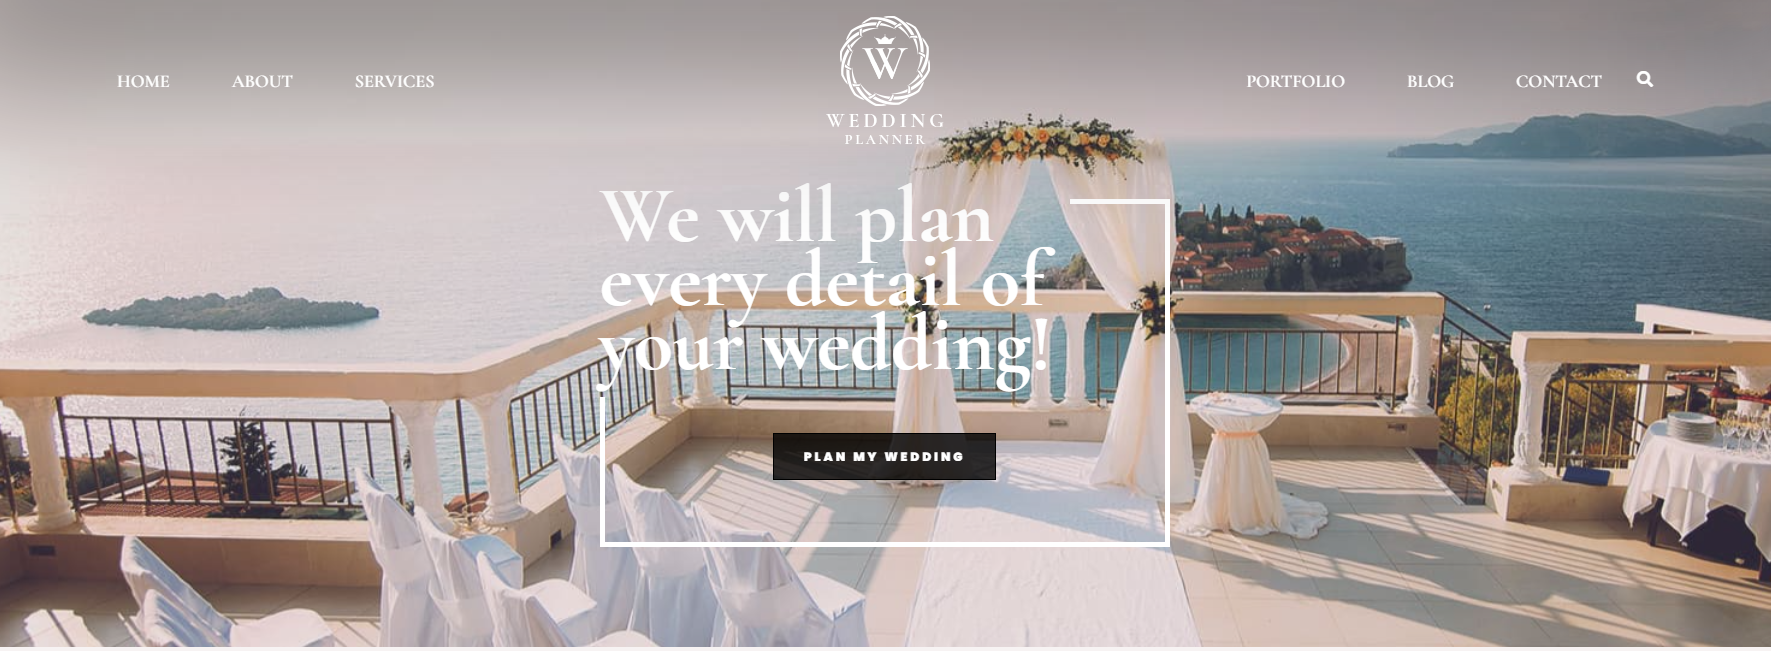 HOME
ABOUT
SERVICES
W
WEDDING
PLANNER
PORTFOLIO
BLOG
CONTACT
We will plan
every detail of
your wedding!
PLAN MY WEDDING